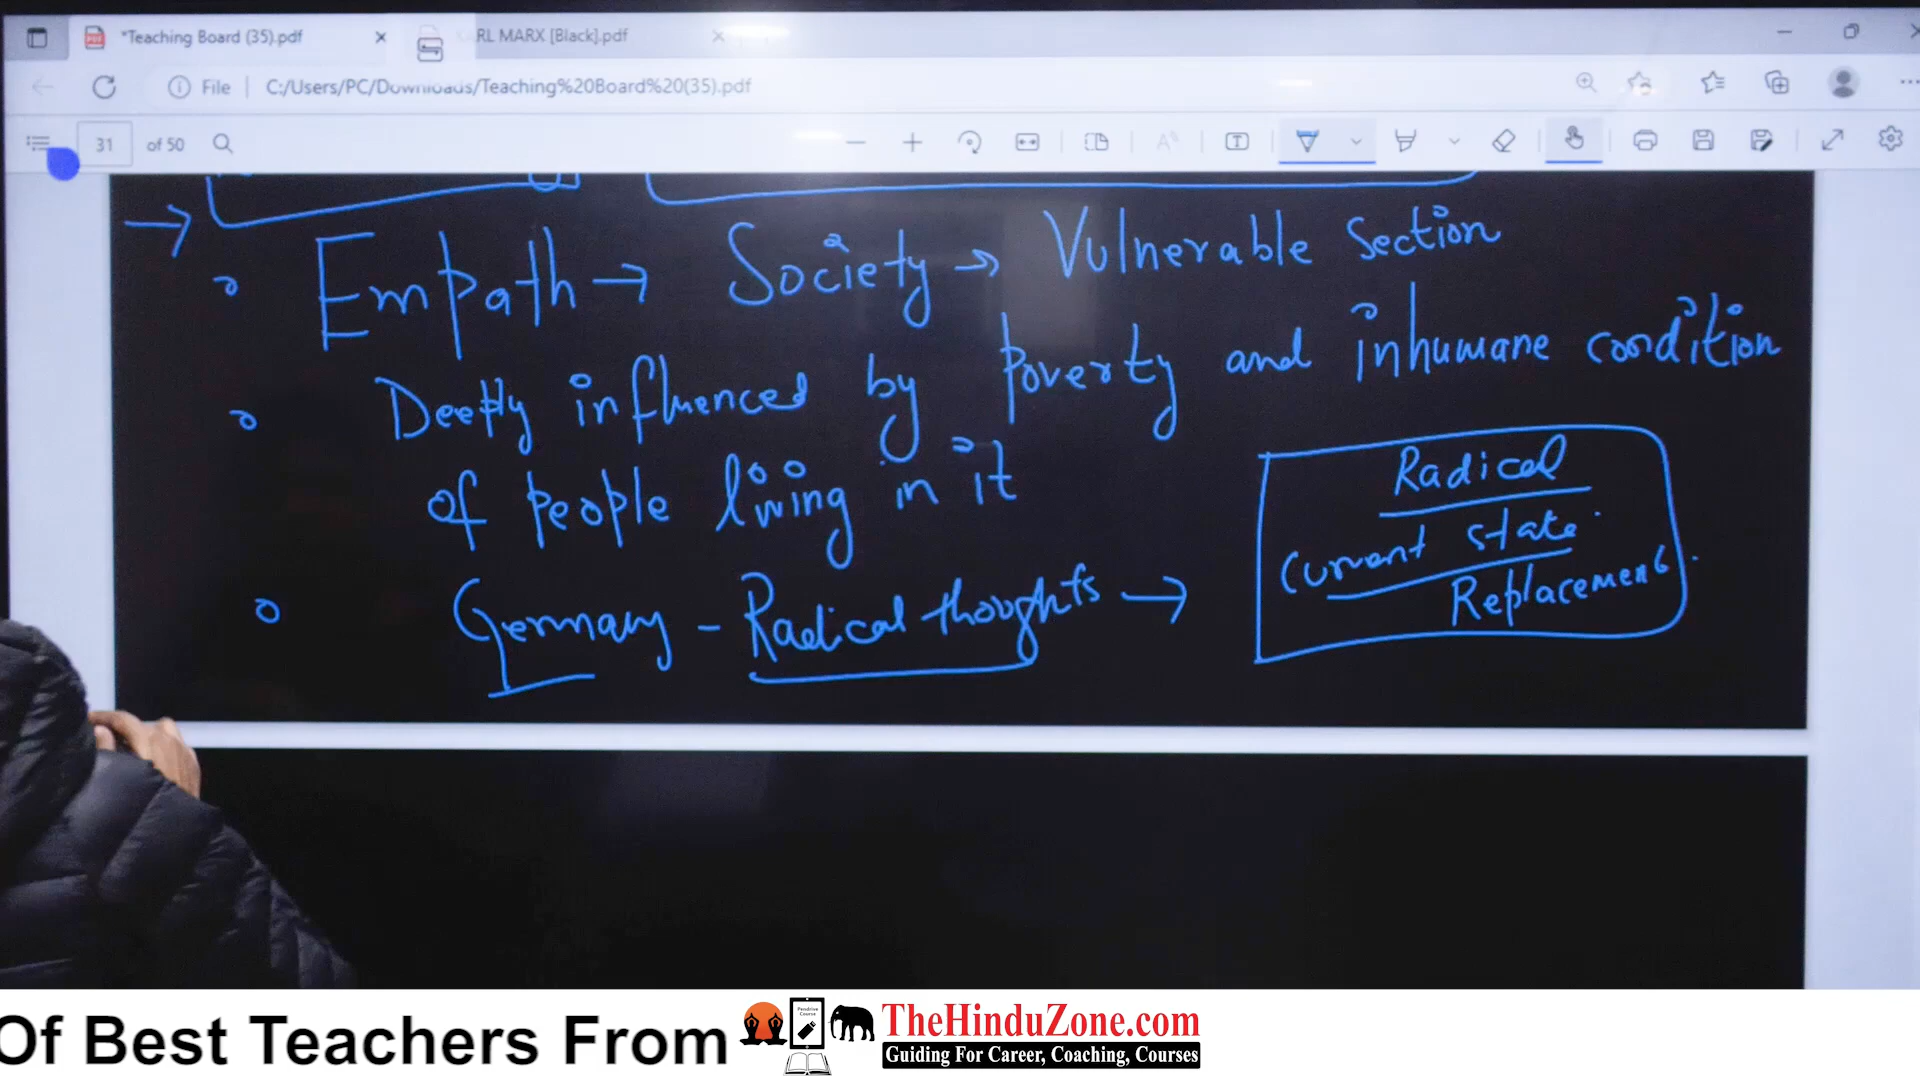 *Teaching Board (35).pdf
RL MARX [Black].pdf
File C:/Users/PC/Downloads/Teaching%20Board%20(35).pdf
31 of 50
→
Empath → Society → Vulnerable section
Deeply influenced by poverty and inhumane condition
of people living in it
Germany - Radical thoughts →
Radical
Current state
Replacement.
Of Best Teachers From
Pendrive Course
TheHinduZone.com
Guiding For Career, Coaching, Courses